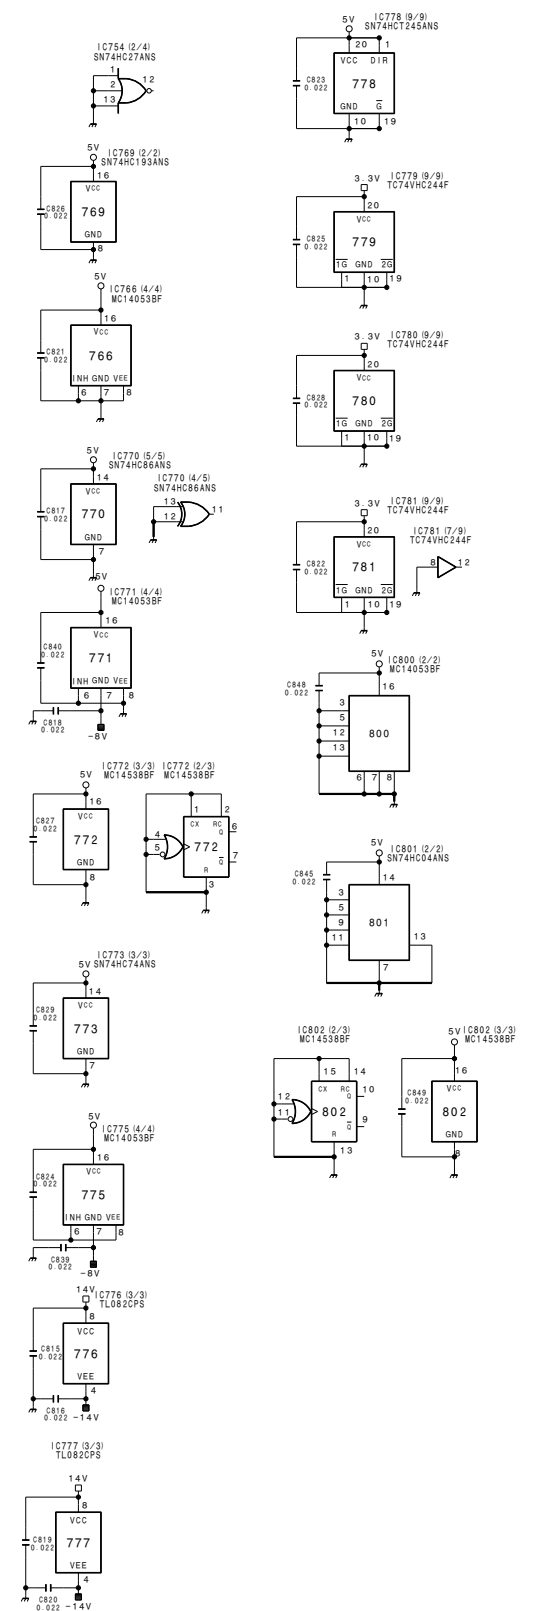 IC754 (2/4)
SN74HC27ANS
1
2
13
12
5V
IC769 (2/2)
SN74HC193ANS
16
VCC
769
GND
8
C826
0.022
5V
IC766 (4/4)
MC14053BF
16
VCC
766
INH GND VEE
6 7 8
C821
0.022
5V
IC770 (5/5)
SN74HC86ANS
14
VCC
770
GND
7
C817
0.022
IC770 (4/5)
SN74HC86ANS
13
12
11
5V
IC771 (4/4)
MC14053BF
16
VCC
771
INH GND VEE
6 7 8
C840
0.022
C818
0.022
-8V
5V
IC772 (3/3)
MC14538BF
16
VCC
772
GND
8
C827
0.022
IC772 (2/3)
MC14538BF
1 2
CX RC
Q 6
4
5
772
Q 7
R
3
5V
IC773 (3/3)
SN74HC74ANS
14
VCC
773
GND
7
C829
0.022
5V
IC775 (4/4)
MC14053BF
16
VCC
775
INH GND VEE
6 7 8
C824
0.022
C839
0.022
-8V
14V
IC776 (3/3)
TL082CPS
8
VCC
776
VEE
4
C815
0.022
C816
0.022
-14V
IC777 (3/3)
TL082CPS
14V
8
VCC
777
VEE
4
C819
0.022
C820
0.022
-14V
5V
IC778 (9/9)
SN74HCT245ANS
20 1
VCC DIR
778
GND G
10 19
C823
0.022
3.3V
IC779 (9/9)
TC74VHC244F
20
VCC
779
1G GND 2G
1 10 19
C825
0.022
3.3V
IC780 (9/9)
TC74VHC244F
20
VCC
780
1G GND 2G
1 10 19
C828
0.022
3.3V
IC781 (9/9)
TC74VHC244F
20
VCC
781
1G GND 2G
1 10 19
C822
0.022
IC781 (7/9)
TC74VHC244F
8 12
5V
IC800 (2/2)
MC14053BF
16
C848
0.022
3
5
12
13
800
6 7 8
5V
IC801 (2/2)
SN74HC04ANS
14
C845
0.022
3
5
9
11
801
13
7
IC802 (2/3)
MC14538BF
15 14
CX RC
Q 10
12
11
802
Q 9
R
13
5V
IC802 (3/3)
MC14538BF
16
VCC
802
GND
8
C849
0.022